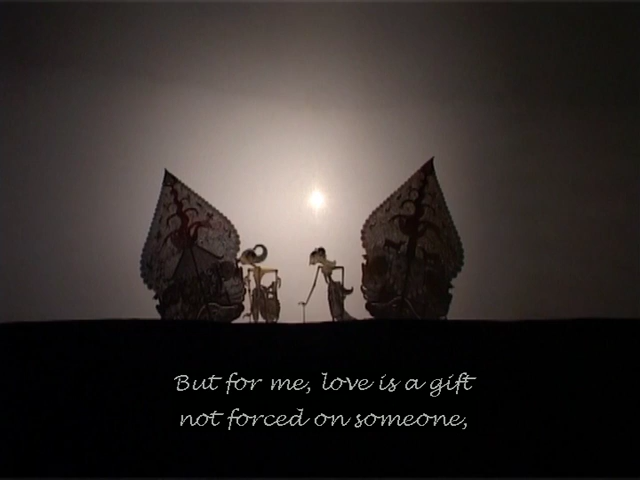 But for me, love is a gift
not forced on someone,